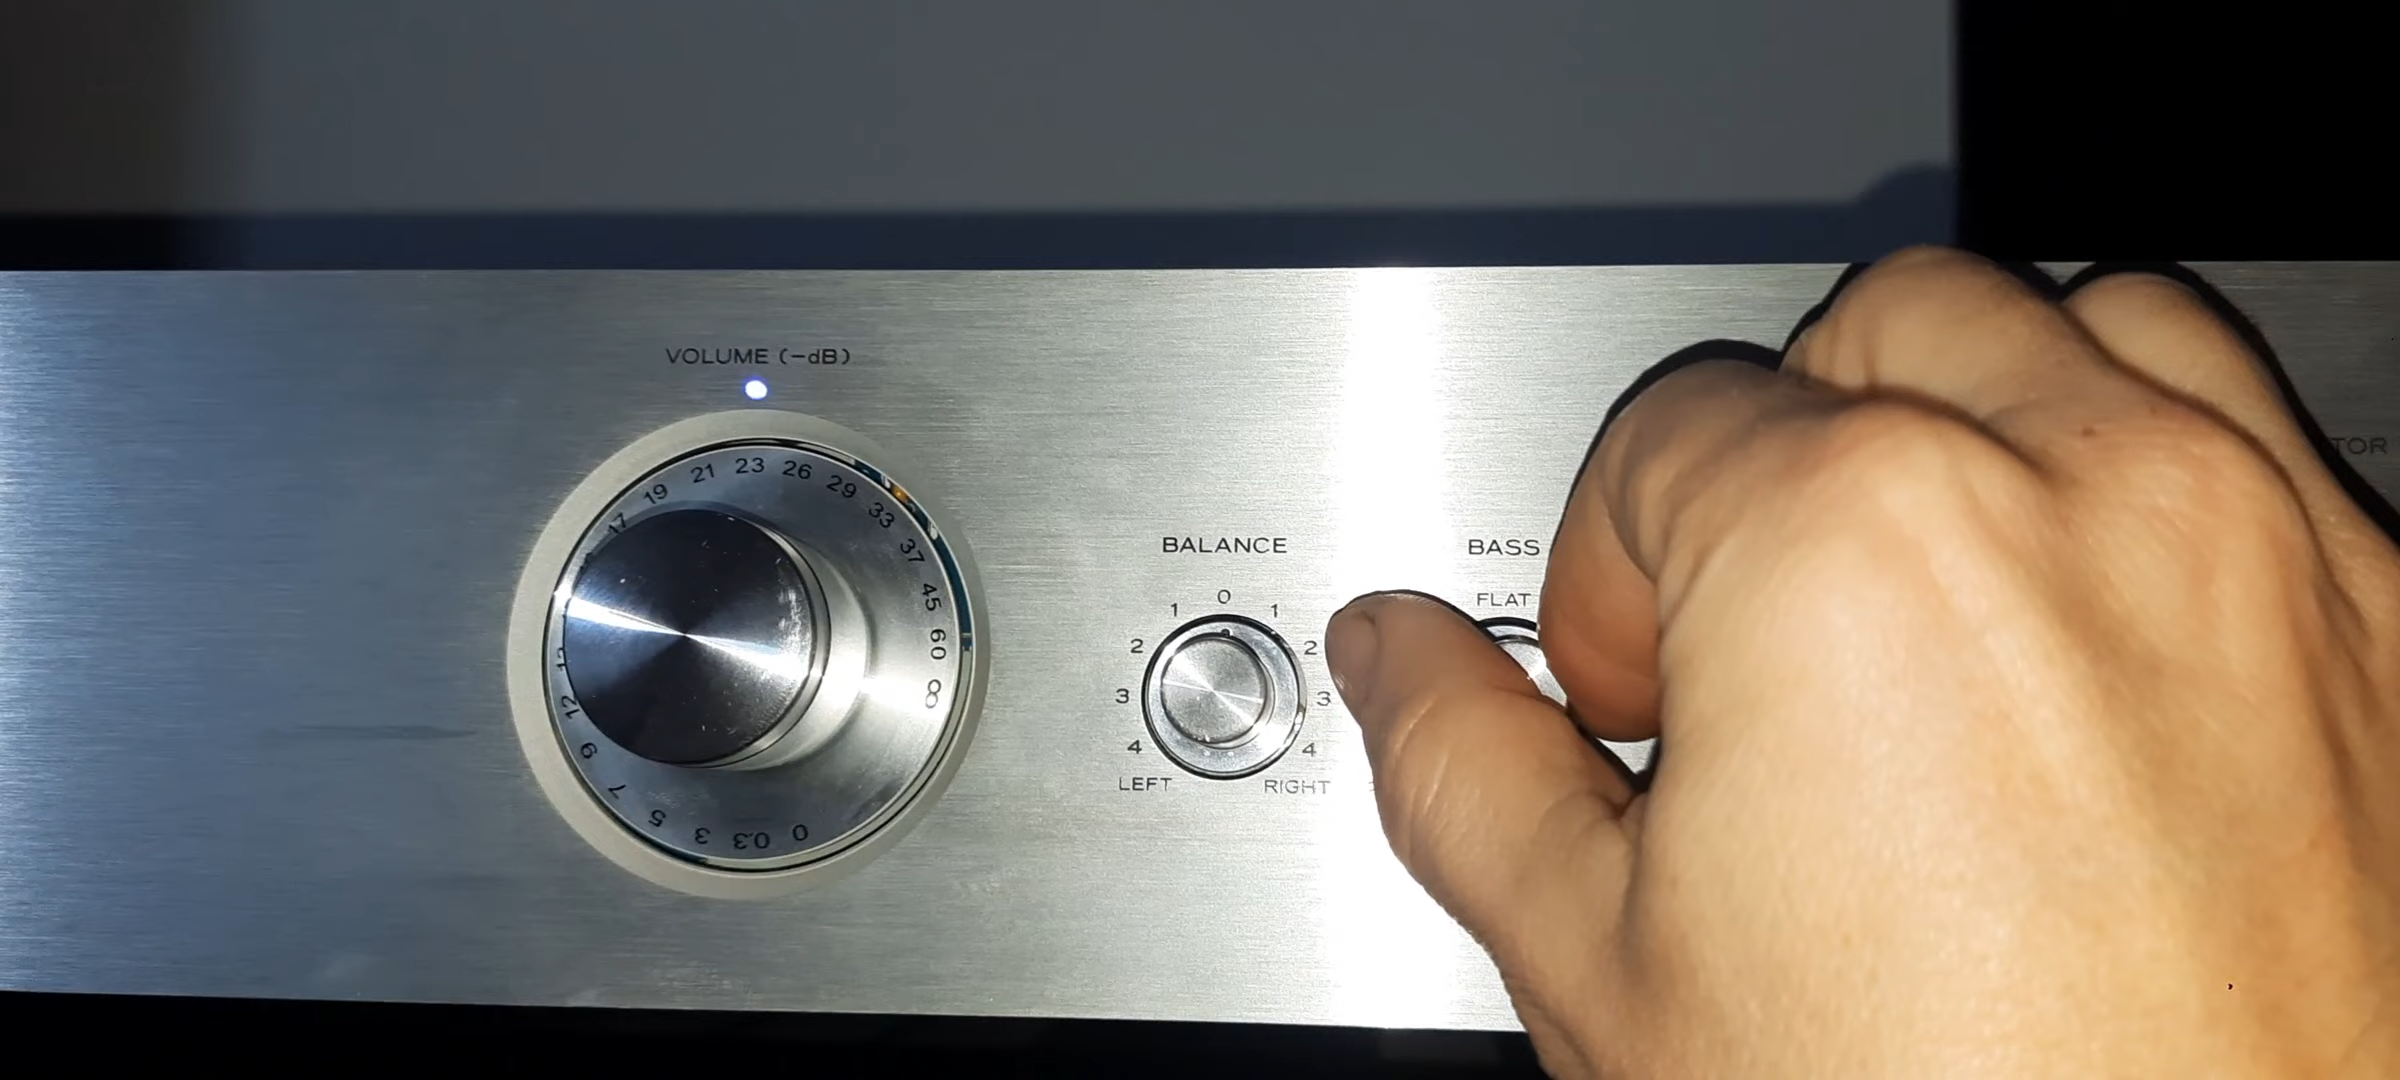 VOLUME (-dB)
17 19 21 23 26 29 33 37 45 60 ∞
12 9 7 5 3 0.3 0
BALANCE
1 0 1
2 2
3 3
4 4
LEFT RIGHT
BASS
FLAT
TOR